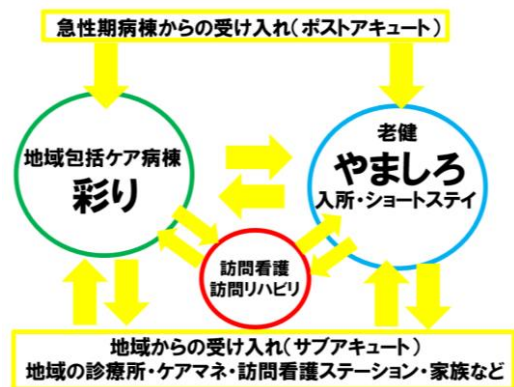 急性期病棟からの受け入れ(ポストアキュート)
地域包括ケア病棟
彩り
老健
やましろ
入所・ショートステイ
訪問看護
訪問リハビリ
地域からの受け入れ(サブアキュート)
地域の診療所・ケアマネ・訪問看護ステーション・家族など